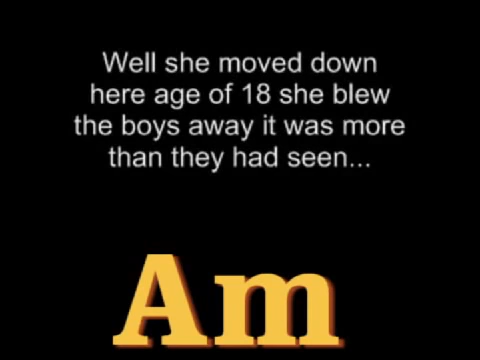 Well she moved down
here age of 18 she blew
the boys away it was more
than they had seen...
Am